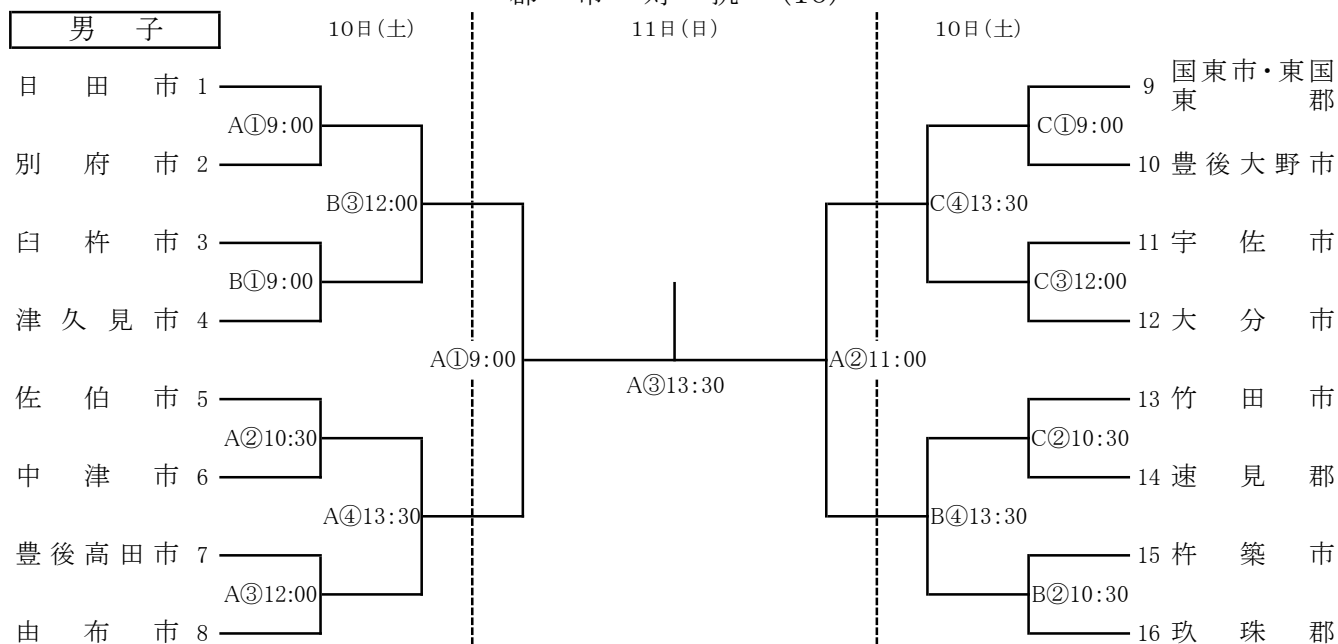 男子
10日(土)
11日(日)
10日(土)
日田市 1
A①9:00
別府市 2
B③12:00
臼杵市 3
B①9:00
津久見市 4
A①9:00
佐伯市 5
A②10:30
中津市 6
A④13:30
豊後高田市 7
A③12:00
由布市 8
A③13:30
9 国東市・東国
東郡
C①9:00
10 豊後大野市
C④13:30
11 宇佐市
C③12:00
12 大分市
A②11:00
13 竹田市
C②10:30
14 速見郡
B④13:30
15 杵築市
B②10:30
16 玖珠郡